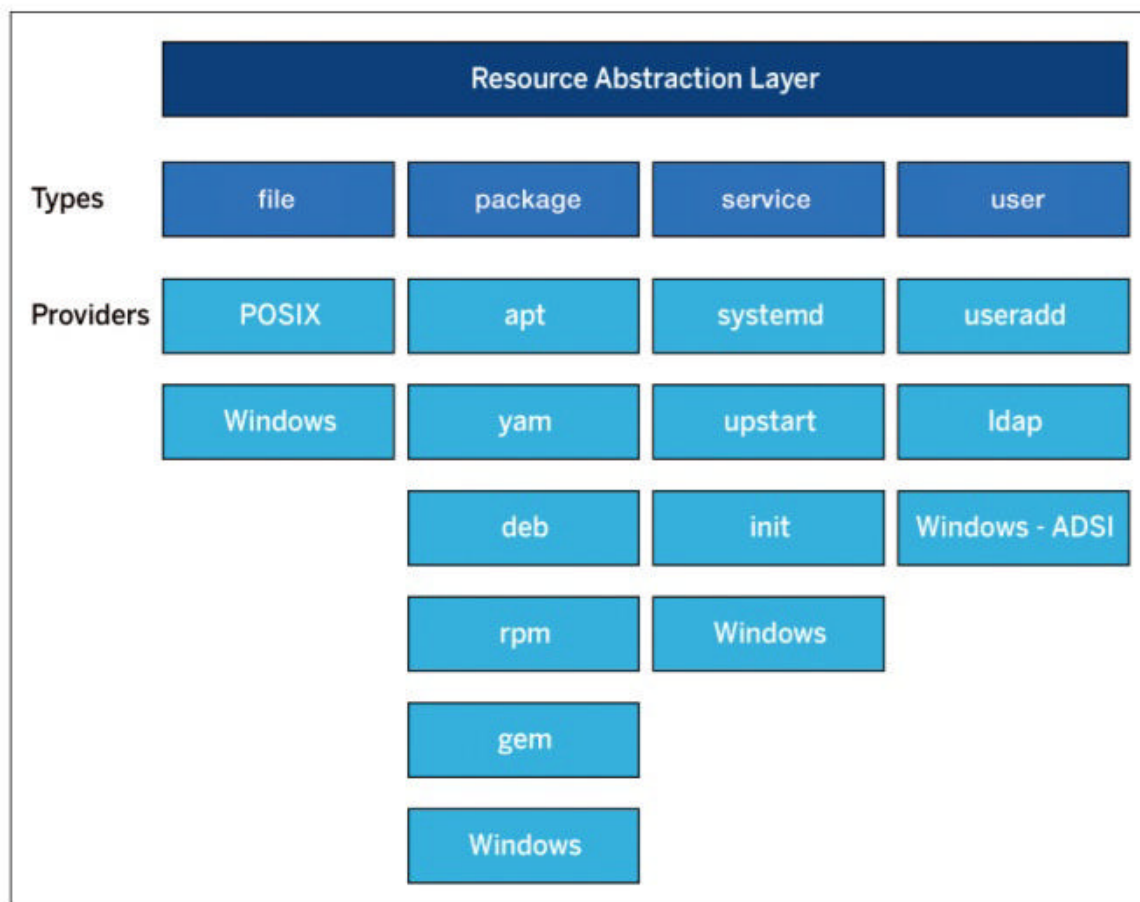 Resource Abstraction Layer
Types file package service user
Providers POSIX apt systemd useradd
Windows yam upstart ldap
deb init Windows - ADSI
rpm Windows
gem
Windows